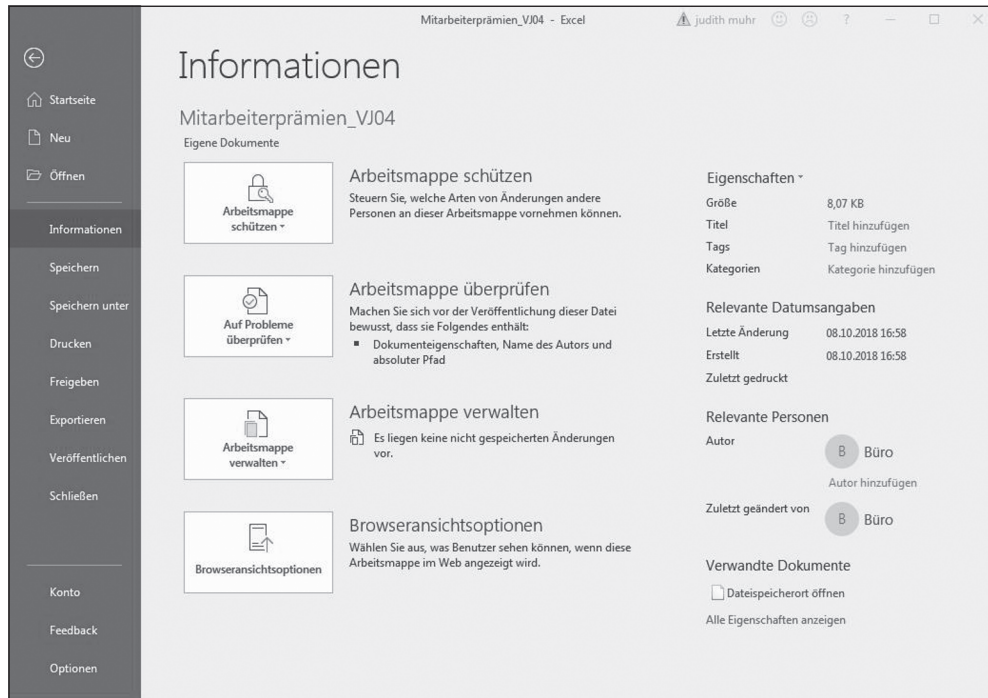 Mitarbeiterprämien_VJ04 - Excel
judith muhr
?
Startseite
Neu
Öffnen
Informationen
Speichern
Speichern unter
Drucken
Freigeben
Exportieren
Veröffentlichen
Schließen
Konto
Feedback
Optionen
Informationen
Mitarbeiterprämien_VJ04
Eigene Dokumente
Arbeitsmappe
schützen
Arbeitsmappe schützen
Steuern Sie, welche Arten von Änderungen andere
Personen an dieser Arbeitsmappe vornehmen können.
Auf Probleme
überprüfen
Arbeitsmappe überprüfen
Machen Sie sich vor der Veröffentlichung dieser Datei
bewusst, dass sie Folgendes enthält:
Dokumenteigenschaften, Name des Autors und
absoluter Pfad
Arbeitsmappe
verwalten
Arbeitsmappe verwalten
Es liegen keine nicht gespeicherten Änderungen
vor.
Browseransichtsoptionen
Browseransichtsoptionen
Wählen Sie aus, was Benutzer sehen können, wenn diese
Arbeitsmappe im Web angezeigt wird.
Eigenschaften
Größe 8,07 KB
Titel Titel hinzufügen
Tags Tag hinzufügen
Kategorien Kategorie hinzufügen
Relevante Datumsangaben
Letzte Änderung 08.10.2018 16:58
Erstellt 08.10.2018 16:58
Zuletzt gedruckt
Relevante Personen
Autor B Büro
Autor hinzufügen
Zuletzt geändert von B Büro
Verwandte Dokumente
Dateispeicherort öffnen
Alle Eigenschaften anzeigen